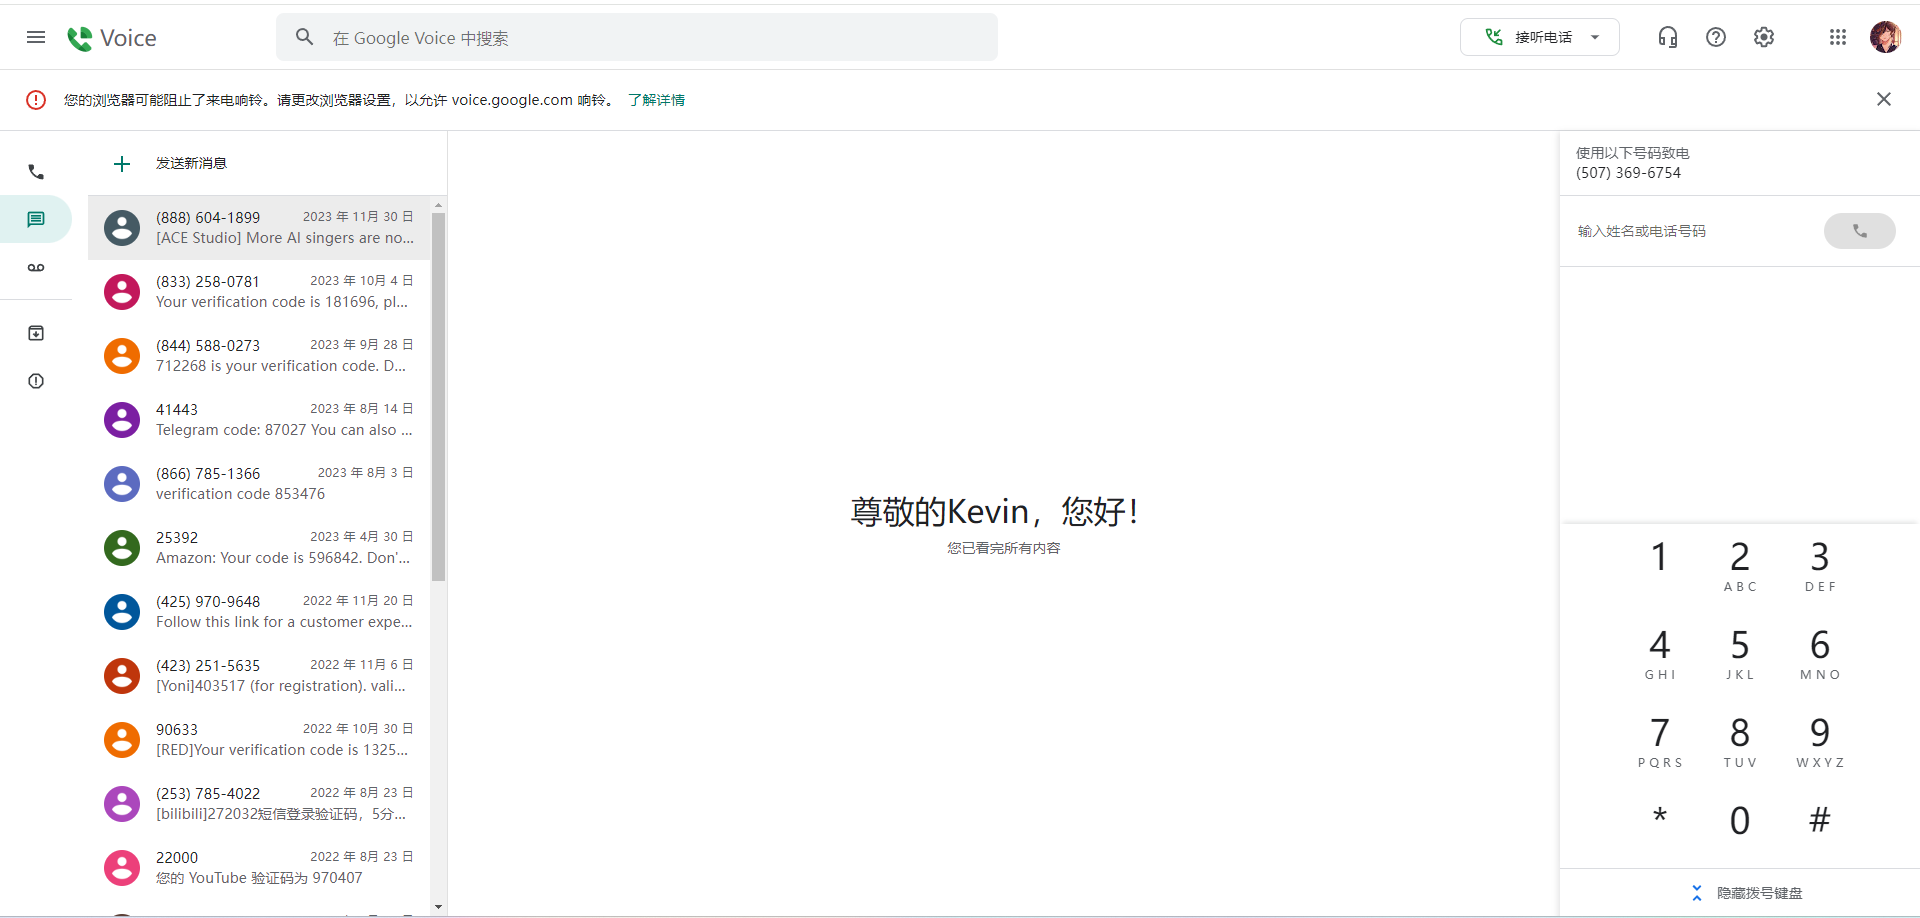 Voice
在 Google Voice 中搜索
接听电话
您的浏览器可能阻止了来电响铃。请更改浏览器设置，以允许 voice.google.com 响铃。 了解详情
发送新消息
(888) 604-1899 2023 年 11月 30 日
[ACE Studio] More AI singers are no...
(833) 258-0781 2023 年 10月 4 日
Your verification code is 181696, pl...
(844) 588-0273 2023 年 9月 28 日
712268 is your verification code. D...
41443 2023 年 8月 14 日
Telegram code: 87027 You can also ...
(866) 785-1366 2023 年 8月 3 日
verification code 853476
25392 2023 年 4月 30 日
Amazon: Your code is 596842. Don'...
(425) 970-9648 2022 年 11月 20 日
Follow this link for a customer expe...
(423) 251-5635 2022 年 11月 6 日
[Yoni]403517 (for registration). vali...
90633 2022 年 10月 30 日
[RED]Your verification code is 1325...
(253) 785-4022 2022 年 8月 23 日
[bilibili]272032短信登录验证码，5分...
22000 2022 年 8月 23 日
您的 YouTube 验证码为 970407
尊敬的Kevin，您好！
您已看完所有内容
使用以下号码致电
(507) 369-6754
输入姓名或电话号码
1 2 3
ABC DEF
4 5 6
GHI JKL MNO
7 8 9
PQRS TUV WXYZ
* 0 #
隐藏拨号键盘